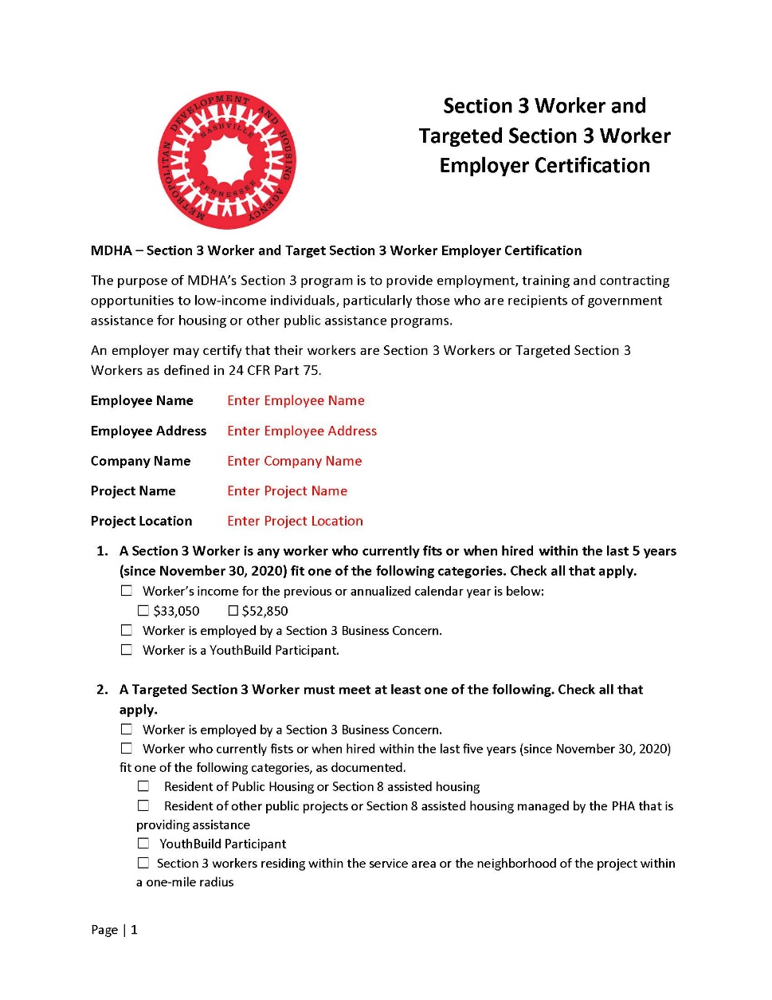 METROPOLITAN DEVELOPMENT AND HOUSING AGENCY
NASHVILLE
TENNESSEE
Section 3 Worker and
Targeted Section 3 Worker
Employer Certification
MDHA – Section 3 Worker and Target Section 3 Worker Employer Certification
The purpose of MDHA’s Section 3 program is to provide employment, training and contracting
opportunities to low-income individuals, particularly those who are recipients of government
assistance for housing or other public assistance programs.
An employer may certify that their workers are Section 3 Workers or Targeted Section 3
Workers as defined in 24 CFR Part 75.
Employee Name Enter Employee Name
Employee Address Enter Employee Address
Company Name Enter Company Name
Project Name Enter Project Name
Project Location Enter Project Location
1. A Section 3 Worker is any worker who currently fits or when hired within the last 5 years
(since November 30, 2020) fit one of the following categories. Check all that apply.
☐ Worker’s income for the previous or annualized calendar year is below:
☐ $33,050 ☐ $52,850
☐ Worker is employed by a Section 3 Business Concern.
☐ Worker is a YouthBuild Participant.
2. A Targeted Section 3 Worker must meet at least one of the following. Check all that
apply.
☐ Worker is employed by a Section 3 Business Concern.
☐ Worker who currently fists or when hired within the last five years (since November 30, 2020)
fit one of the following categories, as documented.
☐ Resident of Public Housing or Section 8 assisted housing
☐ Resident of other public projects or Section 8 assisted housing managed by the PHA that is
providing assistance
☐ YouthBuild Participant
☐ Section 3 workers residing within the service area or the neighborhood of the project within
a one-mile radius
Page | 1